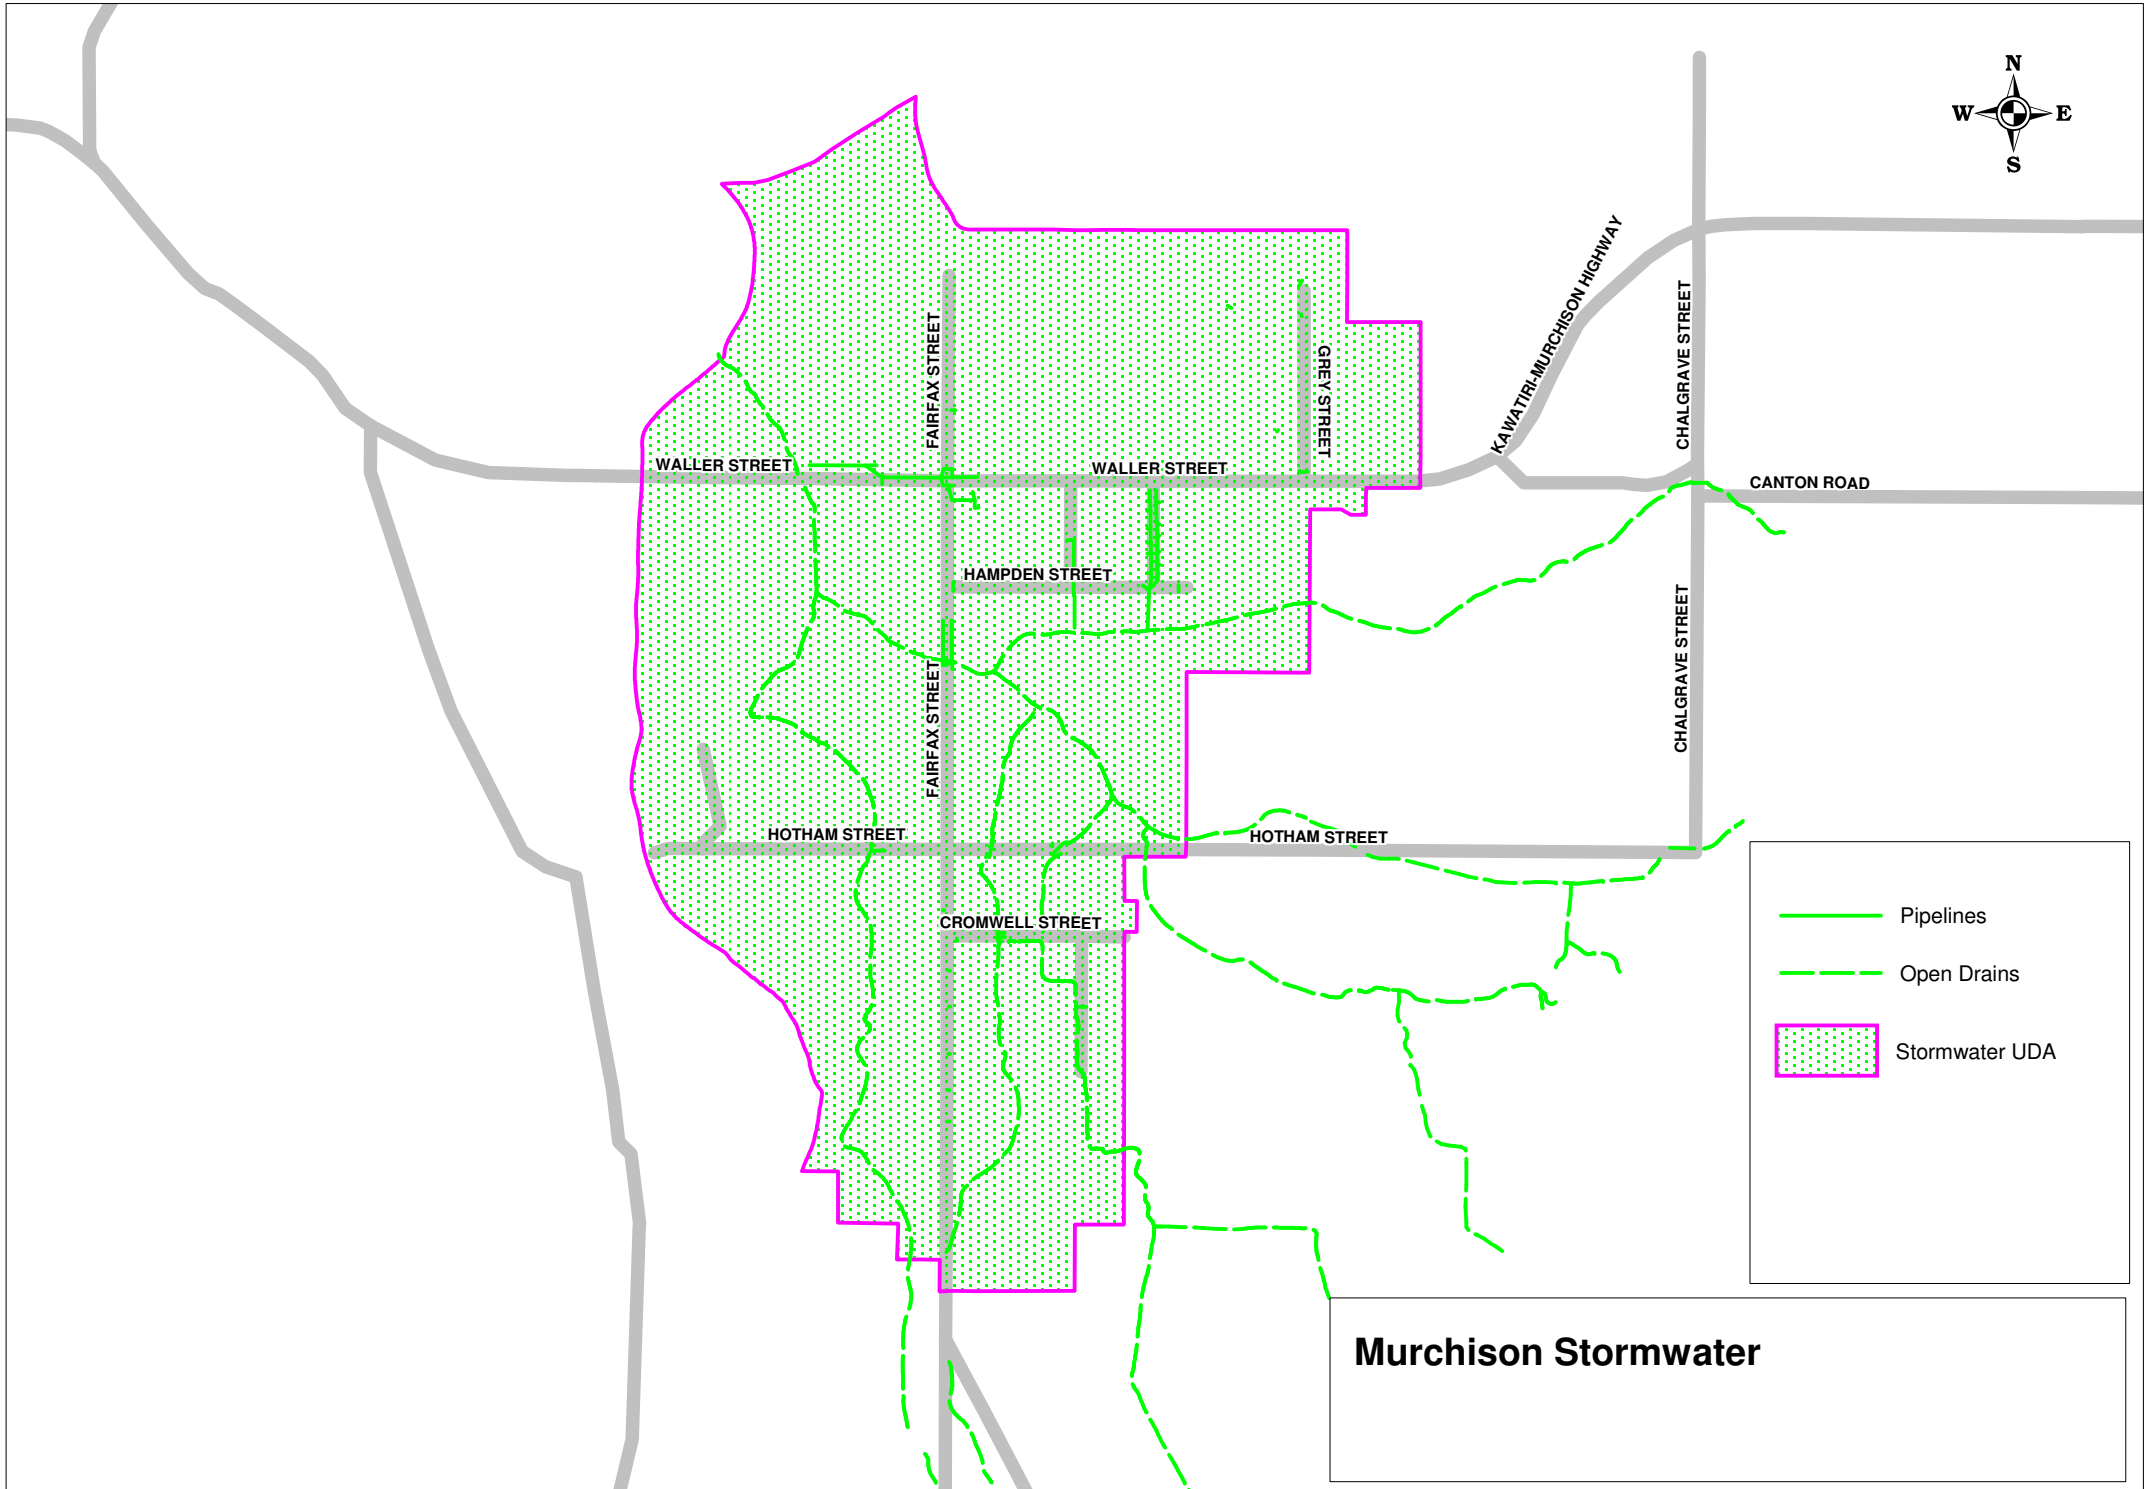 N
W E
S
KAWATIRI-MURCHISON HIGHWAY
CHALGRAVE STREET
FAIRFAX STREET
GREY STREET
WALLER STREET
WALLER STREET
CANTON ROAD
HAMPDEN STREET
CHALGRAVE STREET
FAIRFAX STREET
HOTHAM STREET
HOTHAM STREET
CROMWELL STREET
Pipelines
Open Drains
Stormwater UDA
Murchison Stormwater